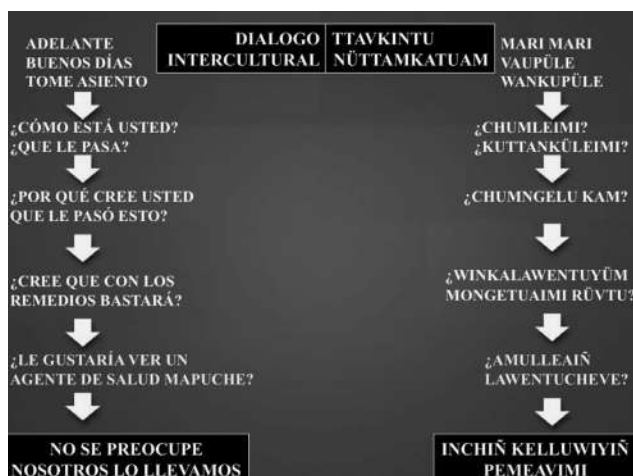 ADELANTE
BUENOS DÍAS
TOME ASIENTO
DIALOGO
INTERCULTURAL
TTAVKINTU
NÜTTAMKATUAM
MARI MARI
VAUPÜLE
WANKUPÜLE
¿CÓMO ESTÁ USTED?
¿QUE LE PASA?
¿CHUMLEIMI?
¿KUTTANKÜLEIMI?
¿POR QUÉ CREE USTED
QUE LE PASÓ ESTO?
¿CHUMNGELU KAM?
¿CREE QUE CON LOS
REMEDIOS BASTARÁ?
¿WINKALAWENTUYÜM
MONGETUAIMI RÜVTU?
¿LE GUSTARÍA VER UN
AGENTE DE SALUD MAPUCHE?
¿AMULLEAIÑ
LAWENTUCHEVE?
NO SE PREOCUPE
NOSOTROS LO LLEVAMOS
INCHIÑ KELLUWIYIÑ
PEMEAVIMI